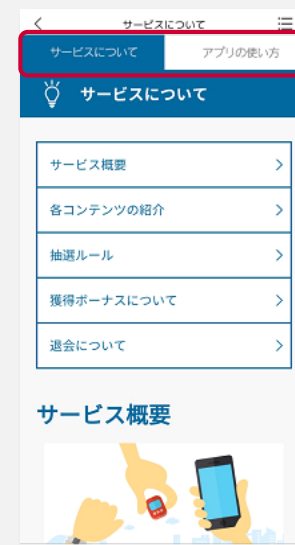 サービスについて
サービスについて アプリの使い方
サービスについて
サービス概要
各コンテンツの紹介
抽選ルール
獲得ボーナスについて
退会について
サービス概要